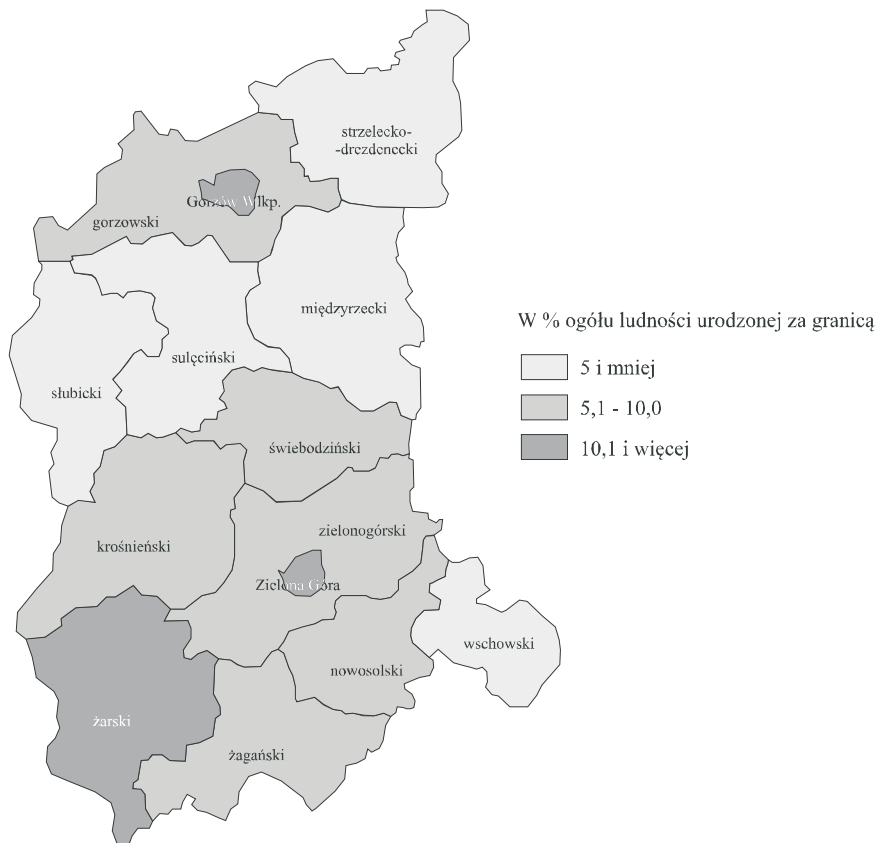 strzelecko-
-drezdenecki
Gorzów Wlkp.
gorzowski
międzyrzecki
sulęciński
słubicki
świebodziński
zielonogórski
krośnieński
Zielona Góra
wschowski
nowosolski
żarski
żagański
W % ogółu ludności urodzonej za granicą
5 i mniej
5,1 - 10,0
10,1 i więcej